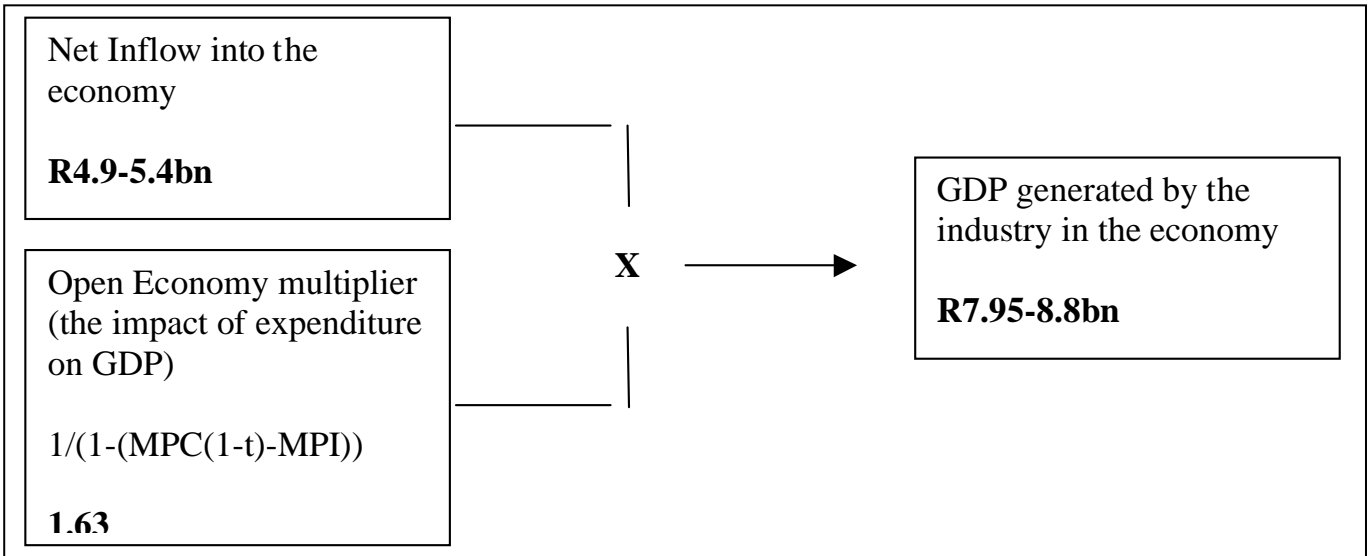 Net Inflow into the
economy
R4.9-5.4bn
Open Economy multiplier
(the impact of expenditure
on GDP)
1/(1-(MPC(1-t)-MPI))
1.63
X
GDP generated by the
industry in the economy
R7.95-8.8bn